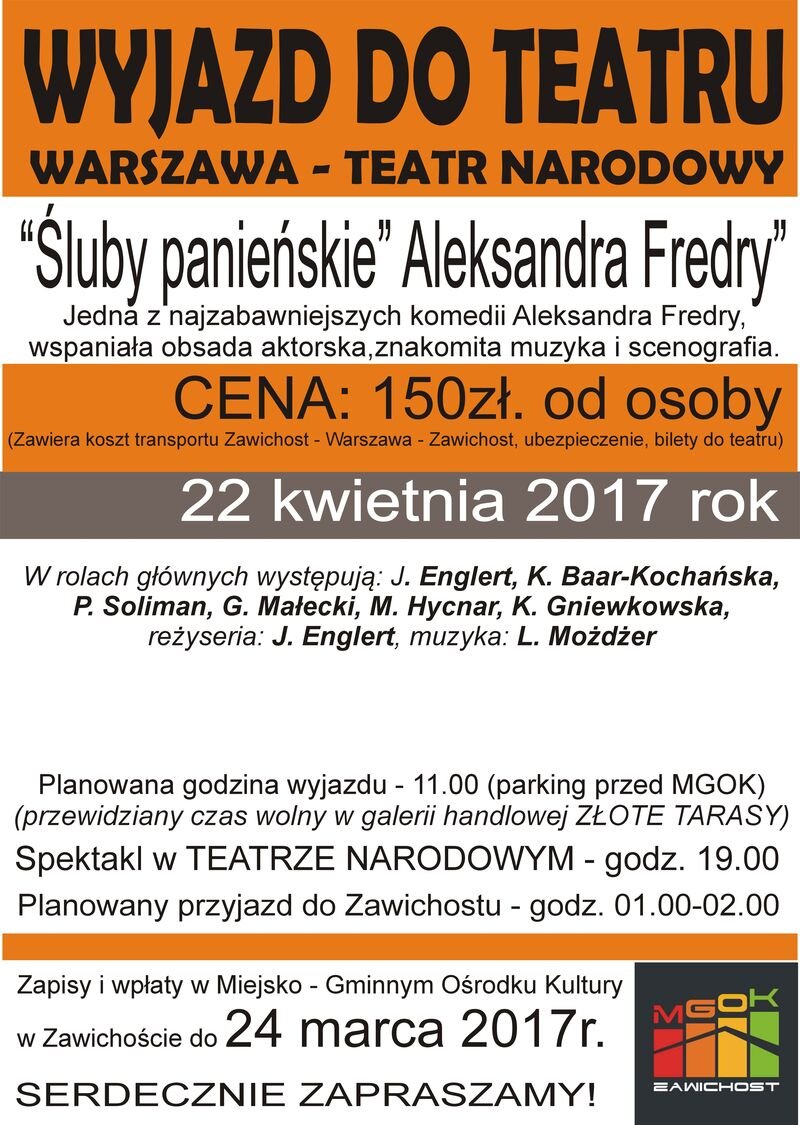 WYJAZD DO TEATRU
WARSZAWA - TEATR NARODOWY
“Śluby panieńskie” Aleksandra Fredry”
Jedna z najzabawniejszych komedii Aleksandra Fredry,
wspaniała obsada aktorska,znakomita muzyka i scenografia.
CENA: 150zł. od osoby
(Zawiera koszt transportu Zawichost - Warszawa - Zawichost, ubezpieczenie, bilety do teatru)
22 kwietnia 2017 rok
W rolach głównych występują: J. Englert, K. Baar-Kochańska,
P. Soliman, G. Małecki, M. Hycnar, K. Gniewkowska,
reżyseria: J. Englert, muzyka: L. Możdżer
Planowana godzina wyjazdu - 11.00 (parking przed MGOK)
(przewidziany czas wolny w galerii handlowej ZŁOTE TARASY)
Spektakl w TEATRZE NARODOWYM - godz. 19.00
Planowany przyjazd do Zawichostu - godz. 01.00-02.00
Zapisy i wpłaty w Miejsko - Gminnym Ośrodku Kultury
w Zawichoście do 24 marca 2017r.
SERDECZNIE ZAPRASZAMY!
MGOK
ZAWICHOST